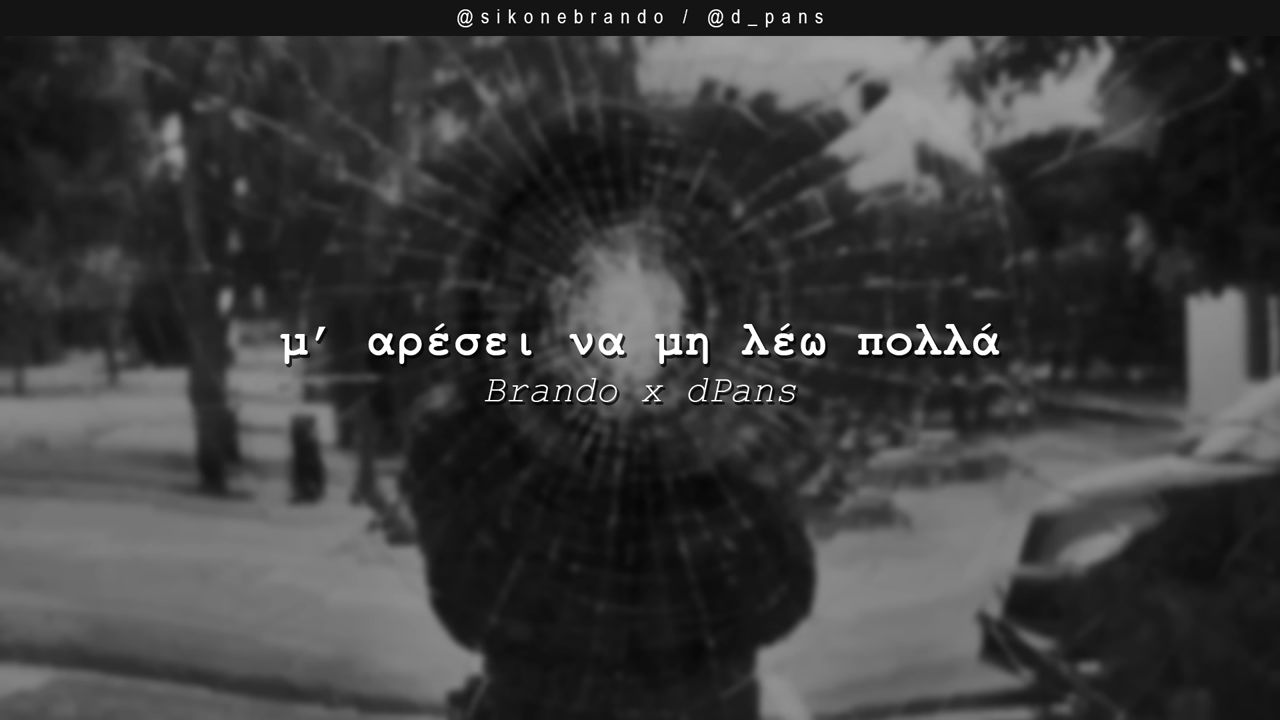 @sikonebrando / @d_pans
μ’ αρέσει να μη λέω πολλά
Brando x dPans